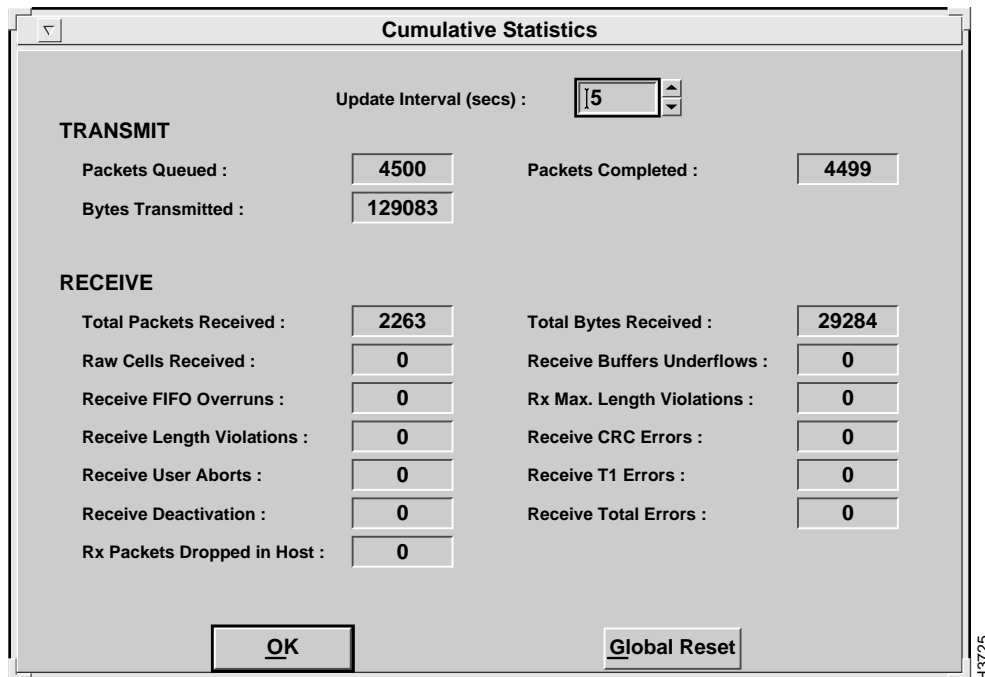 Cumulative Statistics
Update Interval (secs) : 5
TRANSMIT
Packets Queued : 4500 Packets Completed : 4499
Bytes Transmitted : 129083
RECEIVE
Total Packets Received : 2263 Total Bytes Received : 29284
Raw Cells Received : 0 Receive Buffers Underflows : 0
Receive FIFO Overruns : 0 Rx Max. Length Violations : 0
Receive Length Violations : 0 Receive CRC Errors : 0
Receive User Aborts : 0 Receive T1 Errors : 0
Receive Deactivation : 0 Receive Total Errors : 0
Rx Packets Dropped in Host : 0
OK Global Reset
H3725